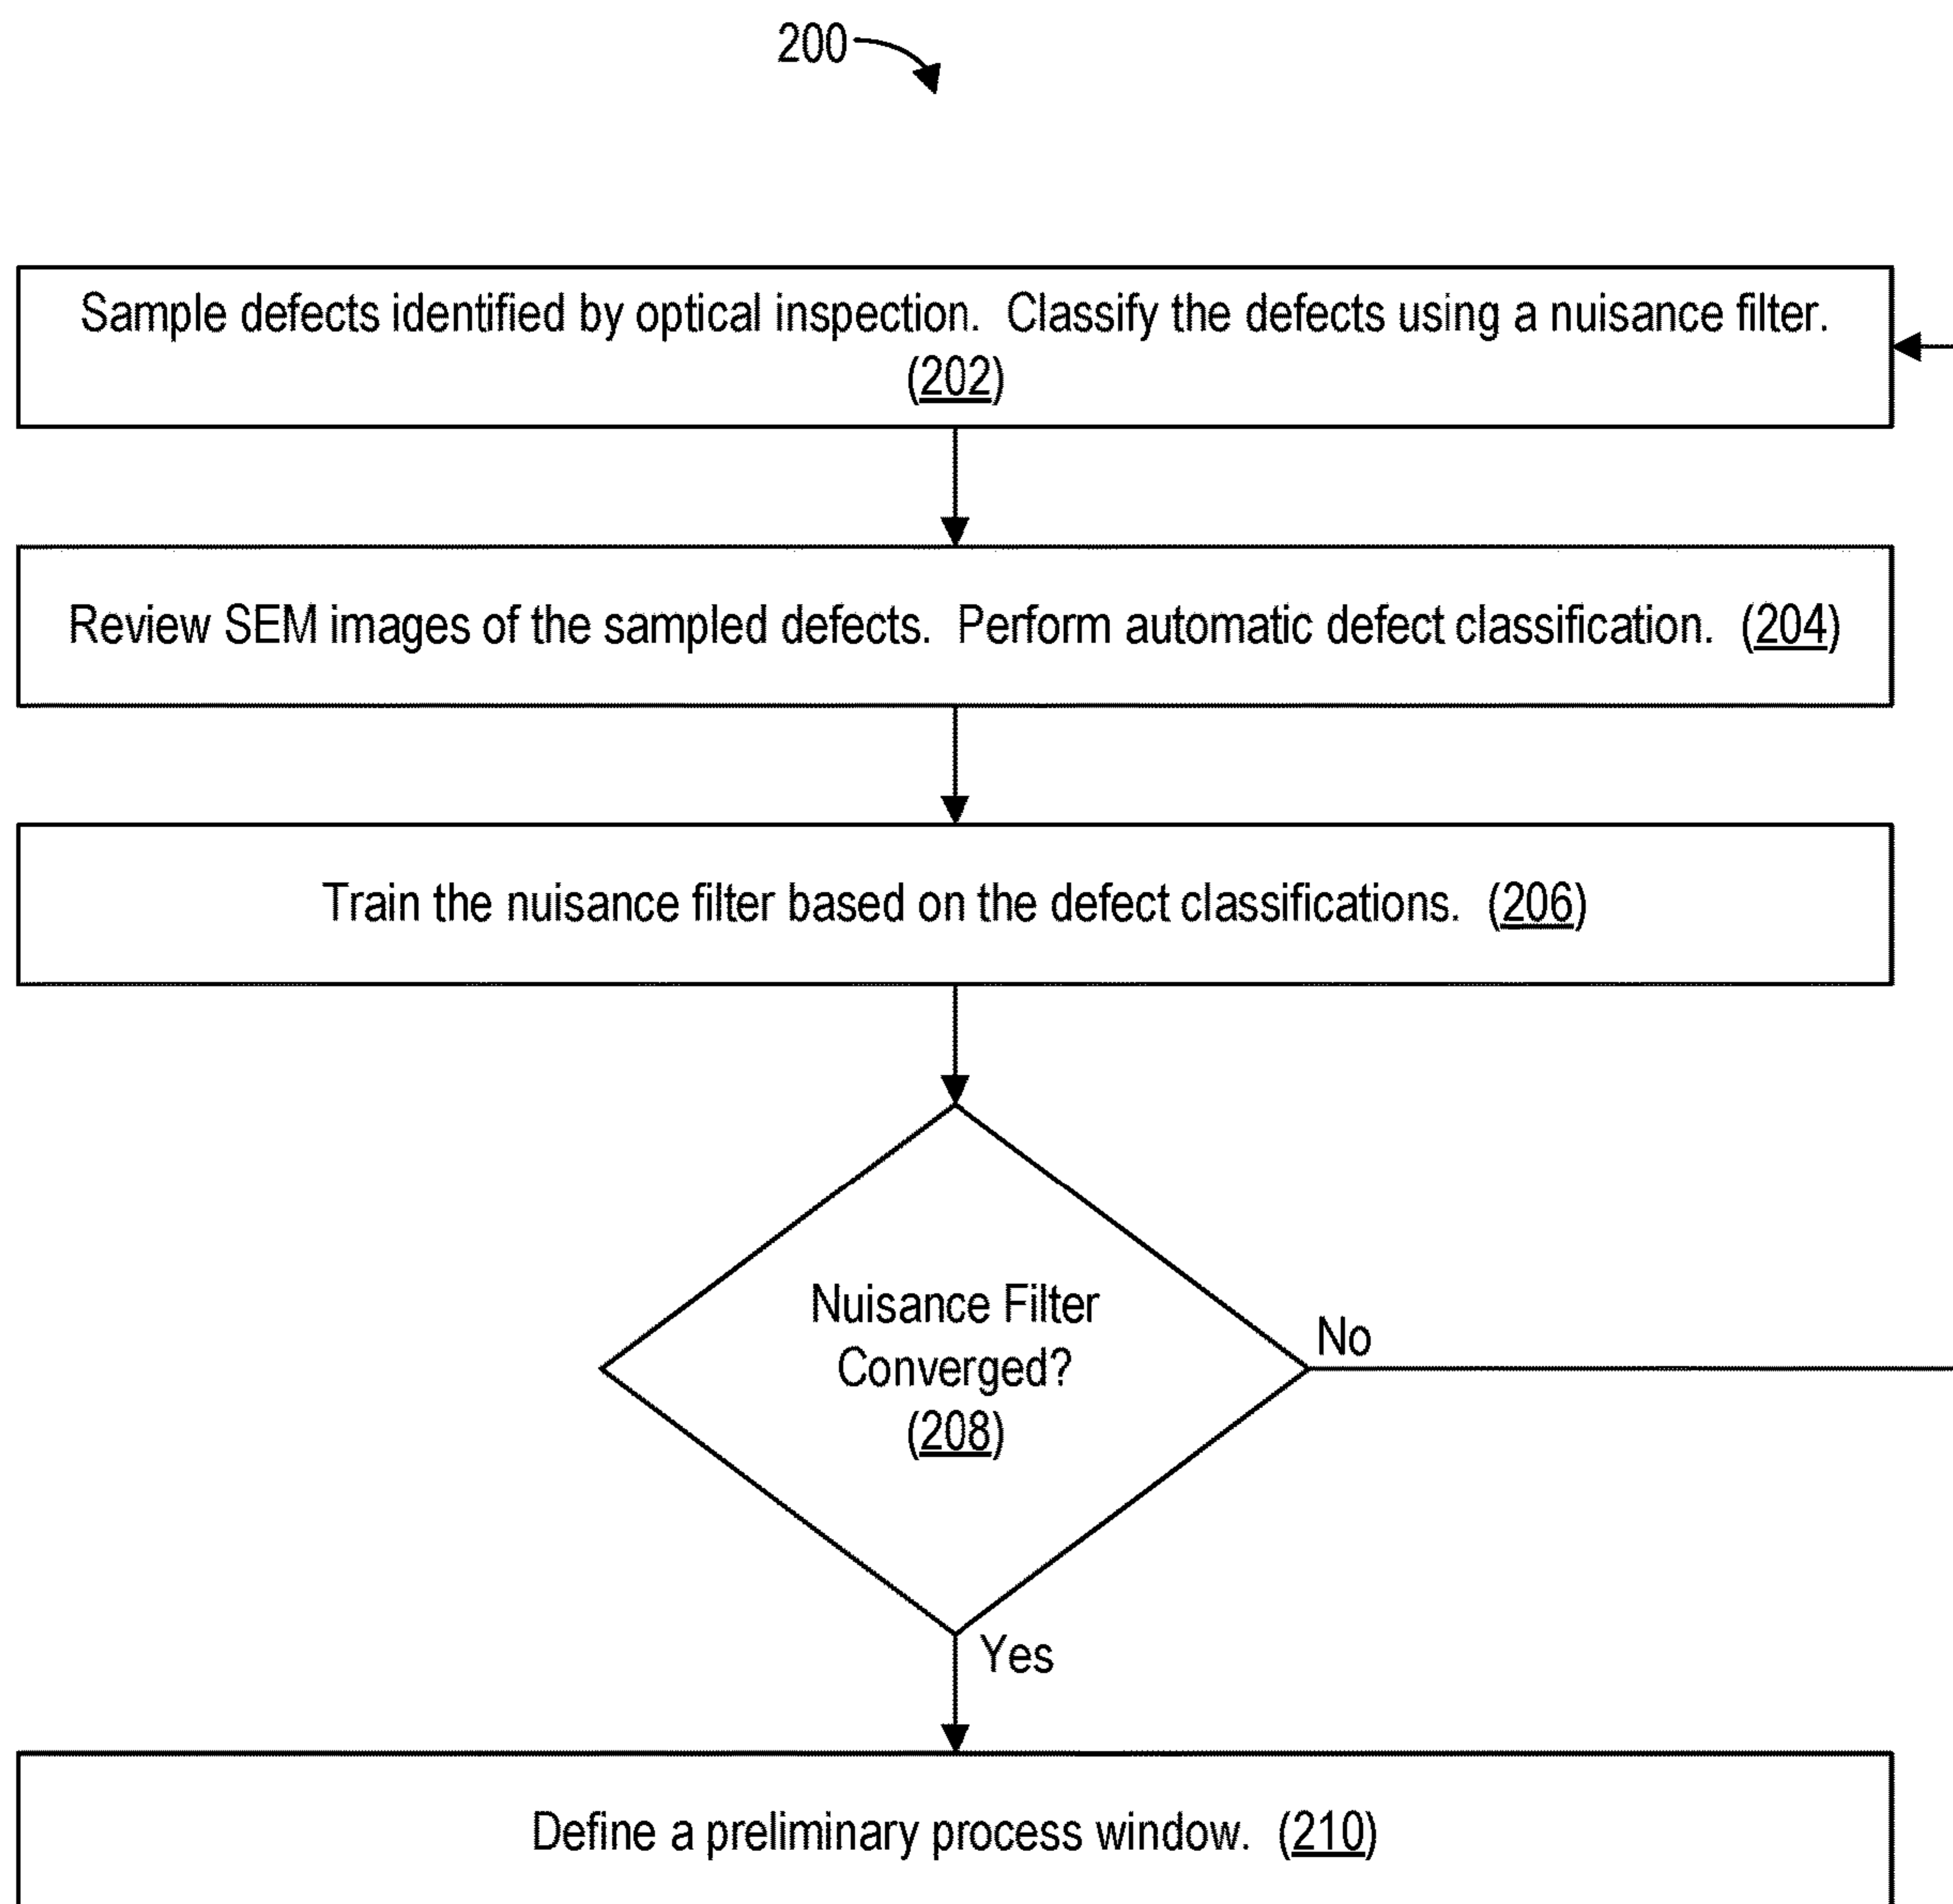 200
Sample defects identified by optical inspection. Classify the defects using a nuisance filter.
(202)
Review SEM images of the sampled defects. Perform automatic defect classification. (204)
Train the nuisance filter based on the defect classifications. (206)
Nuisance Filter
Converged?
(208)
No
Yes
Define a preliminary process window. (210)